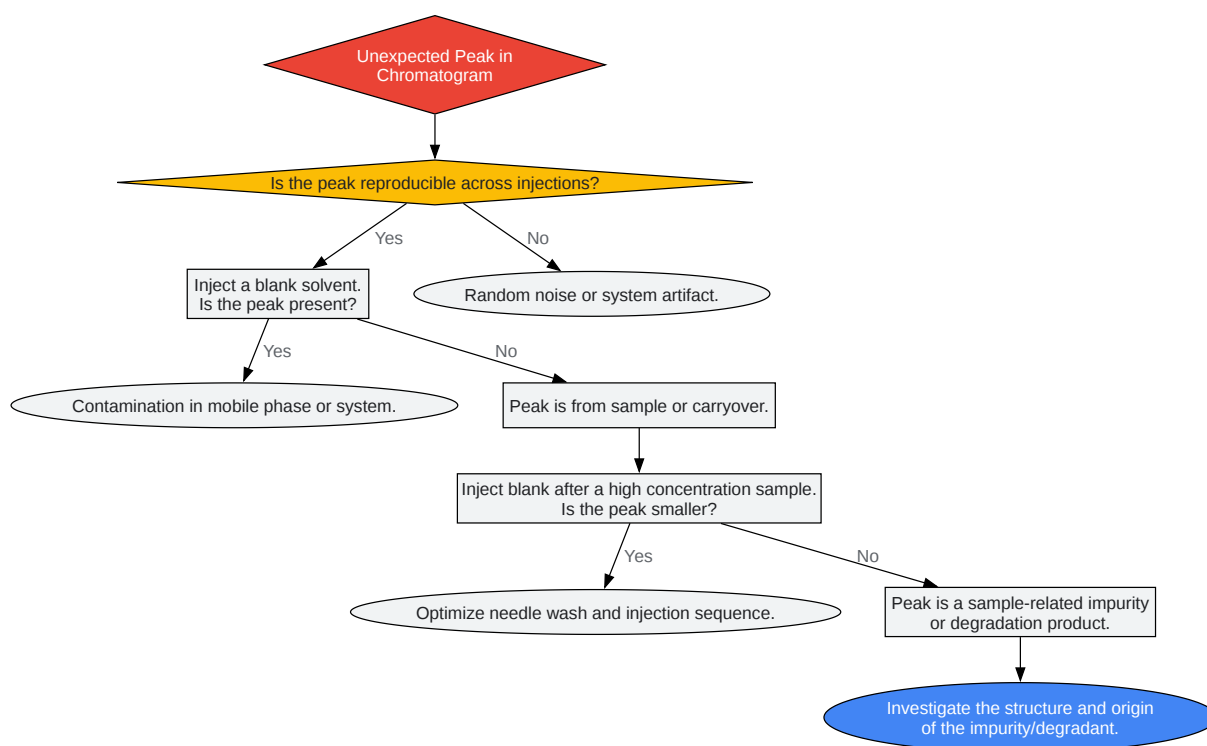 Unexpected Peak in
Chromatogram
Is the peak reproducible across injections?
Yes
No
Inject a blank solvent.
Is the peak present?
Random noise or system artifact.
Yes
No
Contamination in mobile phase or system.
Peak is from sample or carryover.
Inject blank after a high concentration sample.
Is the peak smaller?
Yes
No
Optimize needle wash and injection sequence.
Peak is a sample-related impurity
or degradation product.
Investigate the structure and origin
of the impurity/degradant.